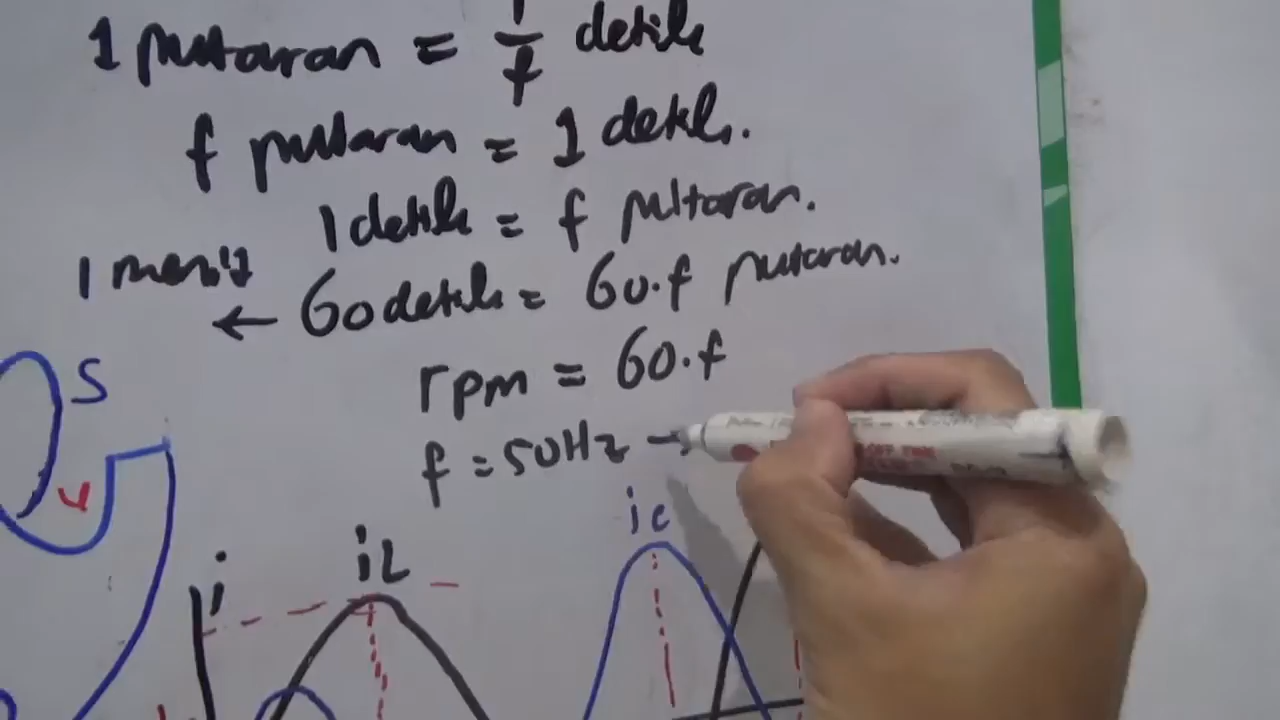 1 putaran = 1/f detik
f putaran = 1 detik.
1 detik = f putaran.
1 menit ← 60 detik = 60.f putaran.
rpm = 60.f
f = 50Hz →
S
i
iL
ic